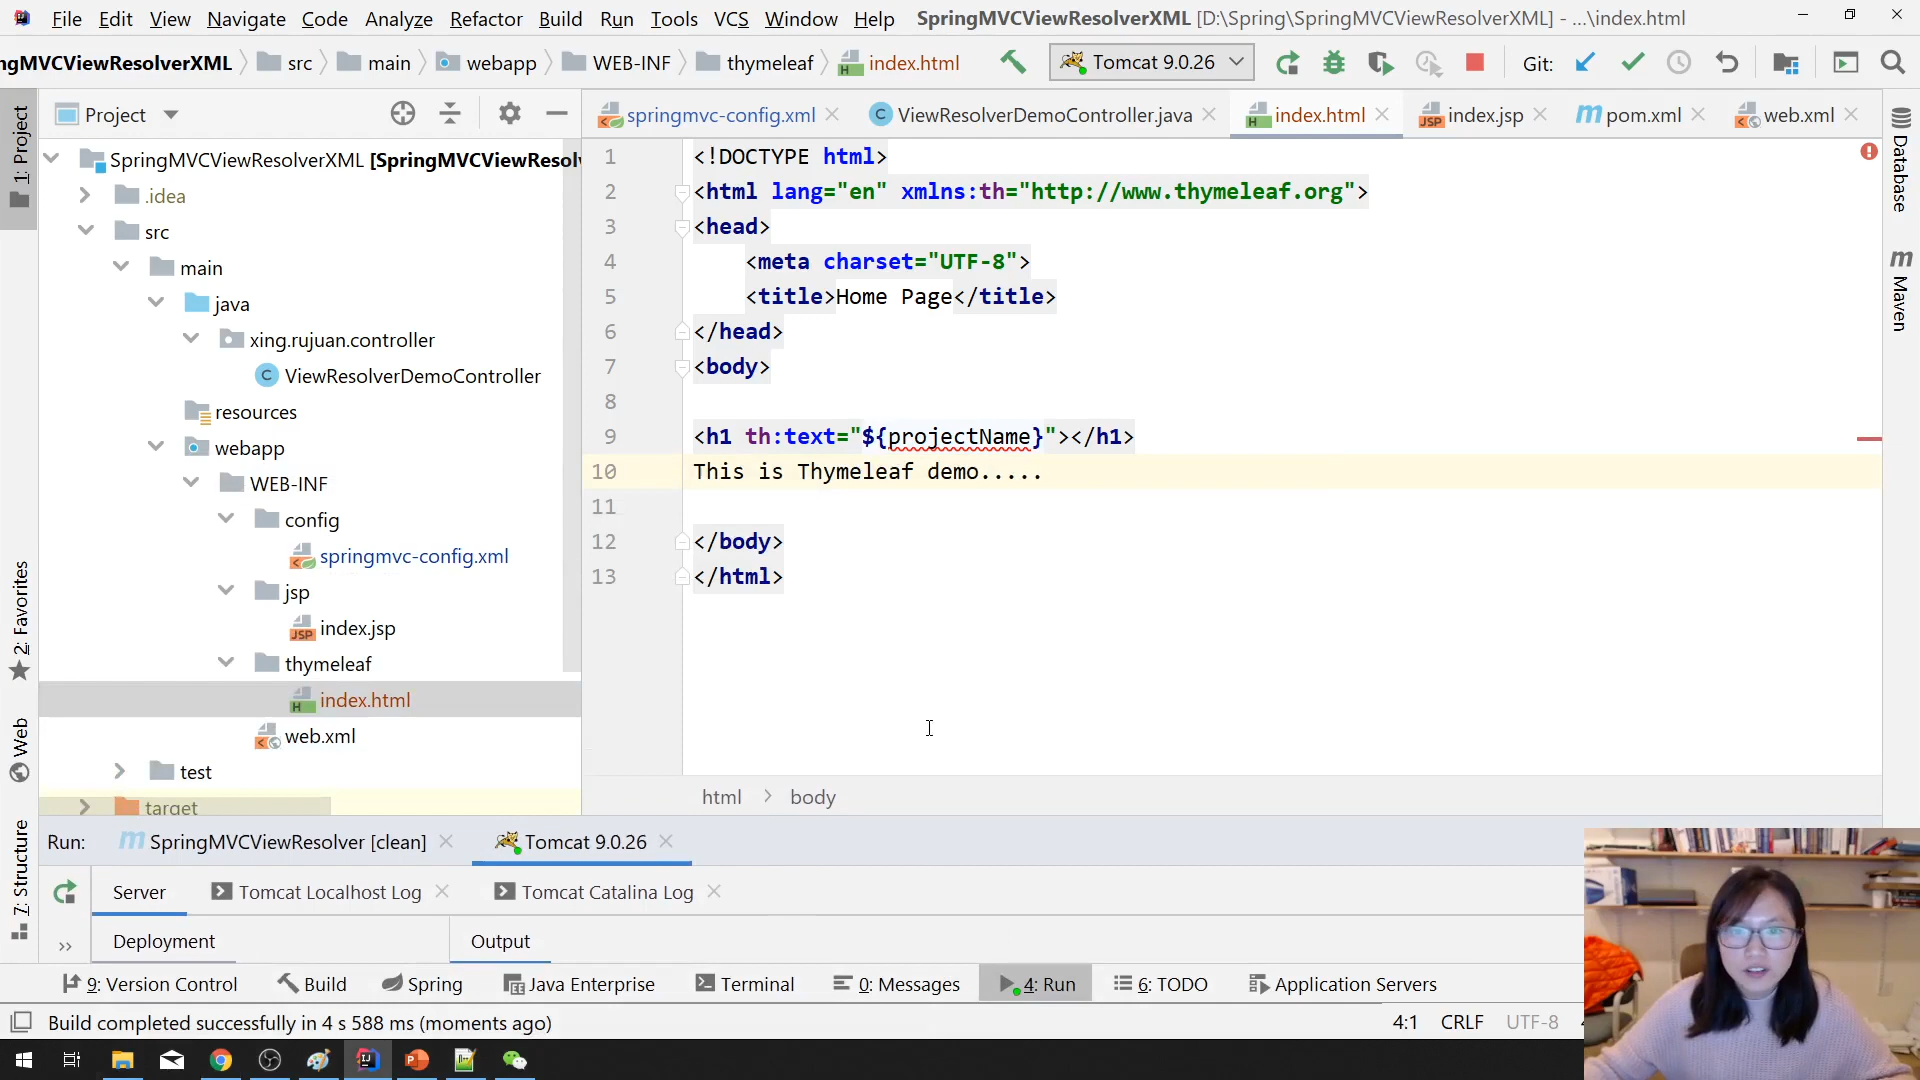 File Edit View Navigate Code Analyze Refactor Build Run Tools VCS Window Help SpringMVCViewResolverXML [D:\Spring\SpringMVCViewResolverXML] - ...\index.html
ngMVCViewResolverXML src main webapp WEB-INF thymeleaf index.html Tomcat 9.0.26 Git:
Project
springmvc-config.xml ViewResolverDemoController.java index.html index.jsp pom.xml web.xml
1: Project
2: Favorites
Web
7: Structure
SpringMVCViewResolverXML [SpringMVCViewResolv
.idea
src
main
java
xing.rujuan.controller
ViewResolverDemoController
resources
webapp
WEB-INF
config
springmvc-config.xml
jsp
index.jsp
thymeleaf
index.html
web.xml
test
target
1 <!DOCTYPE html>
2 <html lang="en" xmlns:th="http://www.thymeleaf.org">
3 <head>
4 <meta charset="UTF-8">
5 <title>Home Page</title>
6 </head>
7 <body>
8
9 <h1 th:text="${projectName}"></h1>
10 This is Thymeleaf demo.....
11
12 </body>
13 </html>
html body
Database
Maven
Run: SpringMVCViewResolver [clean] Tomcat 9.0.26
Server Tomcat Localhost Log Tomcat Catalina Log
Deployment Output
9: Version Control Build Spring Java Enterprise Terminal 0: Messages 4: Run 6: TODO Application Servers
Build completed successfully in 4 s 588 ms (moments ago) 4:1 CRLF UTF-8